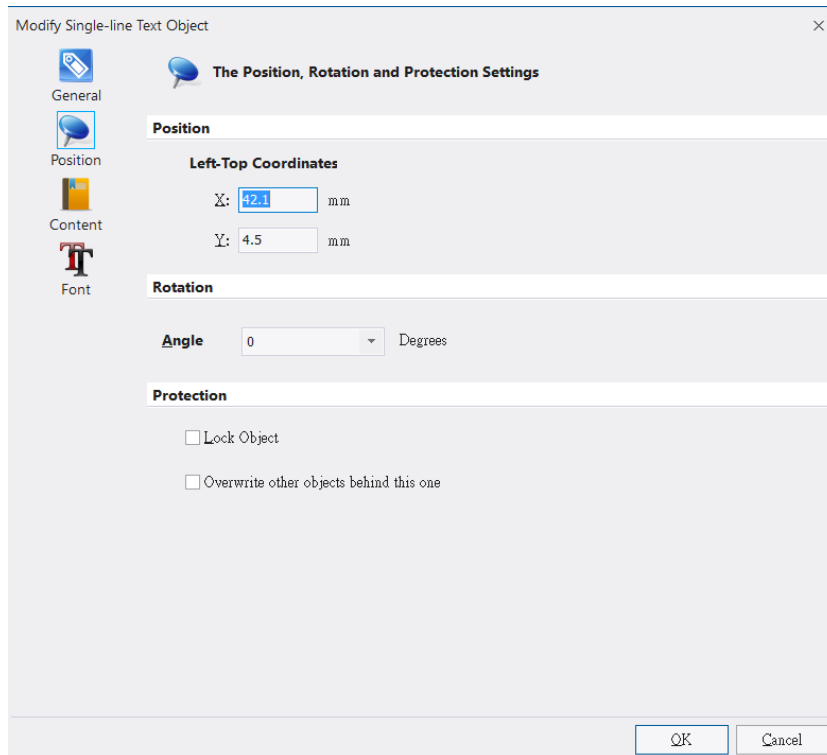 Modify Single-line Text Object
General
Position
Content
Font
The Position, Rotation and Protection Settings
Position
Left-Top Coordinates
X: 42.1 mm
Y: 4.5 mm
Rotation
Angle 0 Degrees
Protection
Lock Object
Overwrite other objects behind this one
OK Cancel